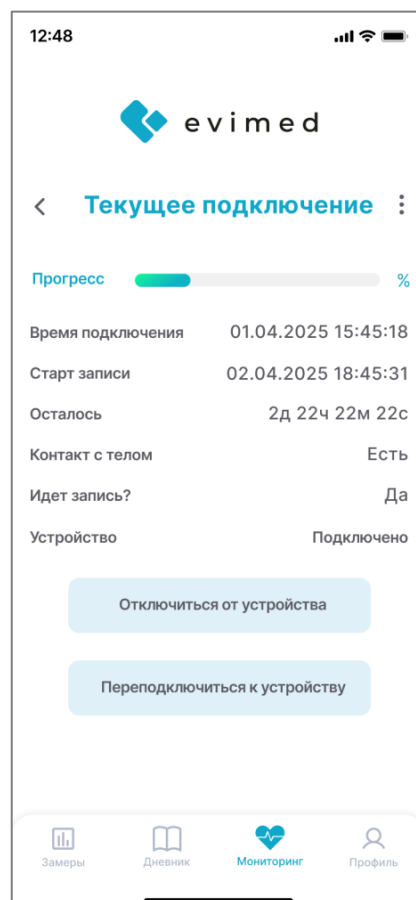 12:48
evimed
Текущее подключение
Прогресс %
Время подключения 01.04.2025 15:45:18
Старт записи 02.04.2025 18:45:31
Осталось 2д 22ч 22м 22с
Контакт с телом Есть
Идет запись? Да
Устройство Подключено
Отключиться от устройства
Переподключиться к устройству
Замеры Дневник Мониторинг Профиль